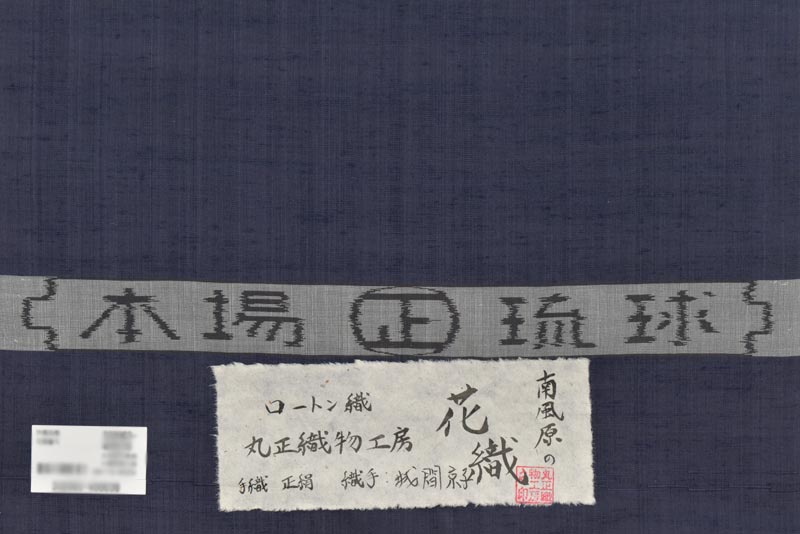 本場㊣琉球
南風原の
花織
ロートン織
丸正織物工房
手織 正絹 織手:城間京子